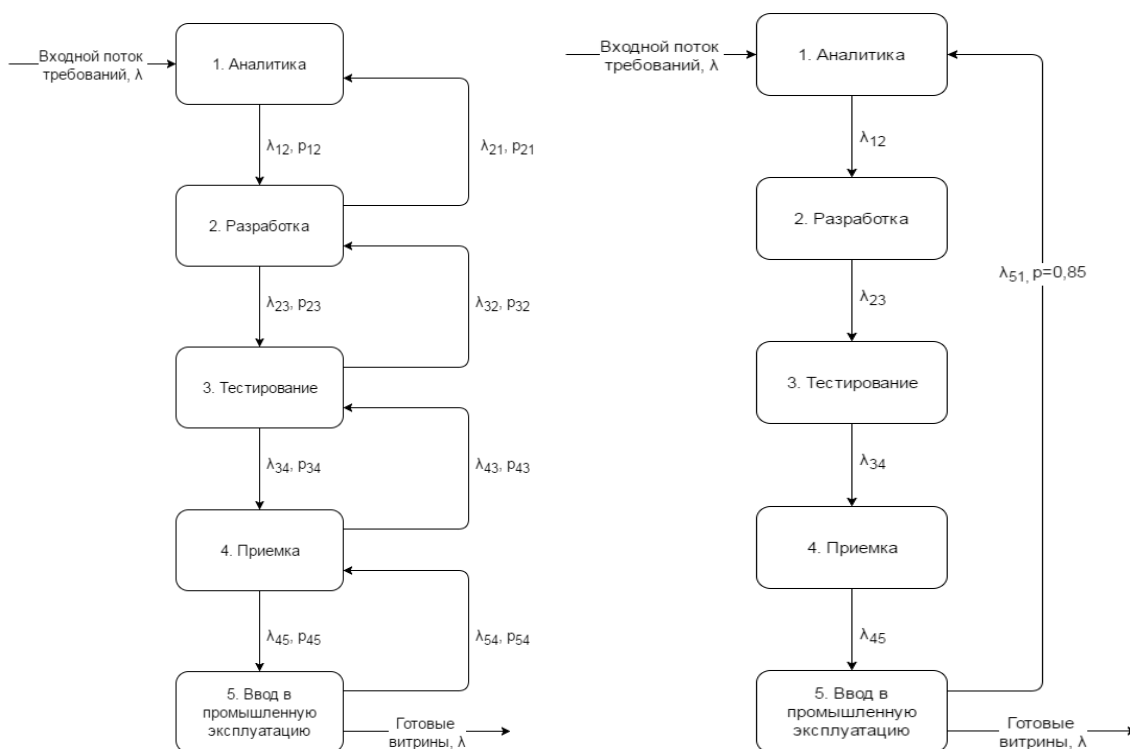 Входной поток
требований, λ
1. Аналитика
λ12, p12
λ21, p21
2. Разработка
λ23, p23
λ32, p32
3. Тестирование
λ34, p34
λ43, p43
4. Приемка
λ45, p45
λ54, p54
5. Ввод в
промышленную
эксплуатацию
Готовые
витрины, λ
Входной поток
требований, λ
1. Аналитика
λ12
2. Разработка
λ51, p=0,85
λ23
3. Тестирование
λ34
4. Приемка
λ45
5. Ввод в
промышленную
эксплуатацию
Готовые
витрины, λ